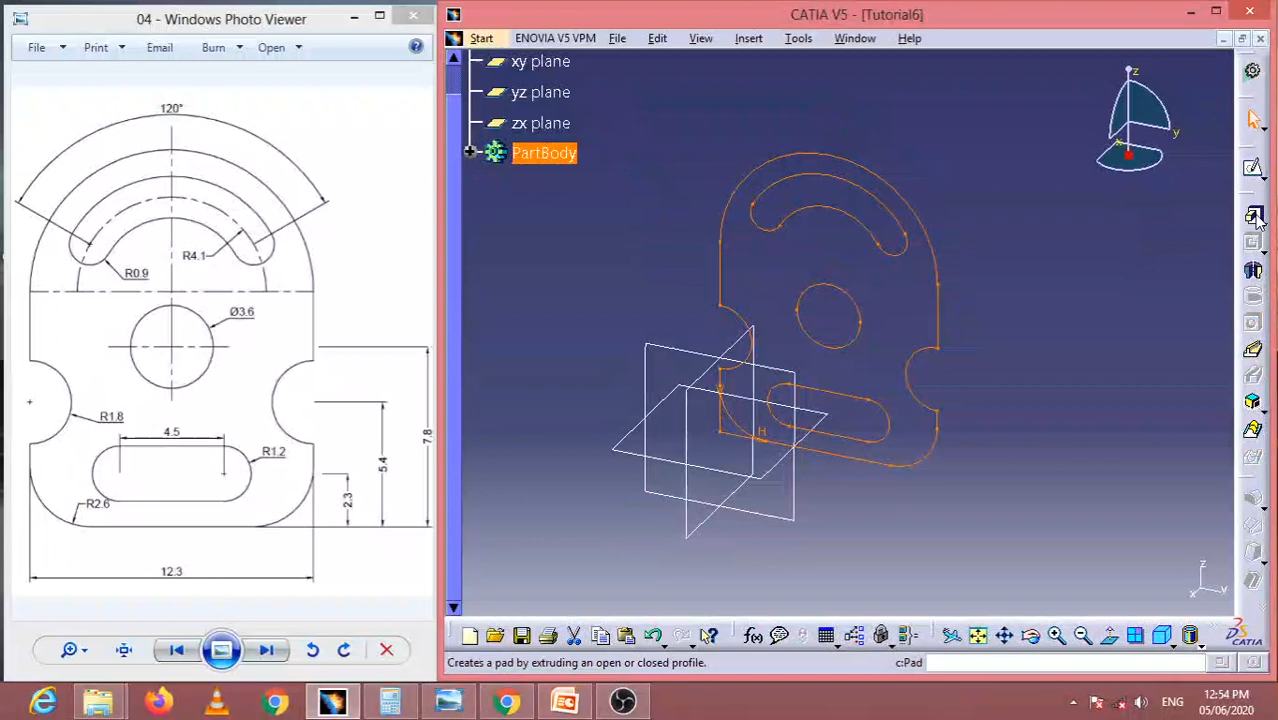 04 - Windows Photo Viewer
File Print Email Burn Open
120°
R4.1
R0.9
Ø3.6
R1.8
4.5
R1.2
7.8
5.4
2.3
R2.6
12.3
CATIA V5 - [Tutorial6]
Start ENOVIA V5 VPM File Edit View Insert Tools Window Help
xy plane
yz plane
zx plane
PartBody
z
y
x
H
z
x y
f(x)
CATIA
Creates a pad by extruding an open or closed profile.
c:Pad
ENG
12:54 PM
05/06/2020